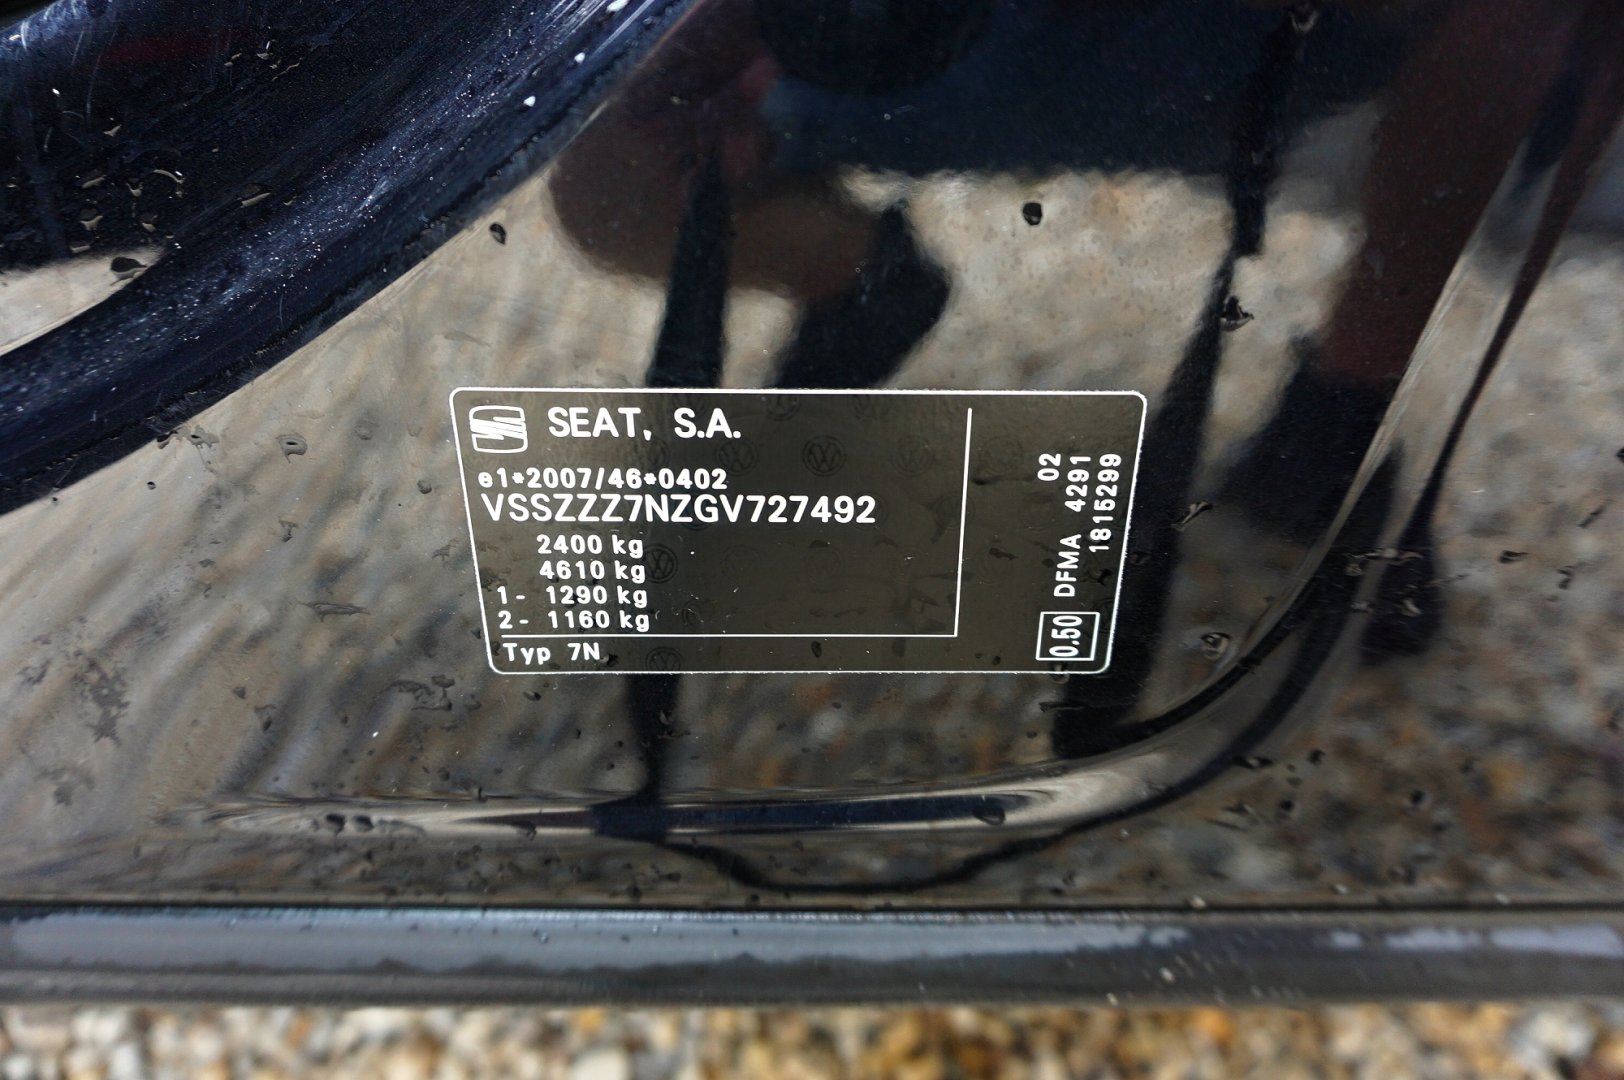 SEAT, S.A.
e1*2007/46*0402
VSSZZZ7NZGV727492
2400 kg
4610 kg
1- 1290 kg
2- 1160 kg
Typ 7N
02
DFMA 4291
1815299
0.50